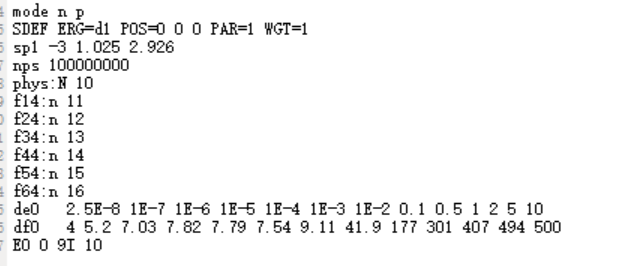 mode n p
SDEF ERG=d1 POS=0 0 0 PAR=1 WGT=1
sp1 -3 1.025 2.926
nps 100000000
phys:N 10
f14:n 11
f24:n 12
f34:n 13
f44:n 14
f54:n 15
f64:n 16
de0 2.5E-8 1E-7 1E-6 1E-5 1E-4 1E-3 1E-2 0.1 0.5 1 2 5 10
df0 4 5.2 7.03 7.82 7.79 7.54 9.11 41.9 177 301 407 494 500
E0 0 9I 10